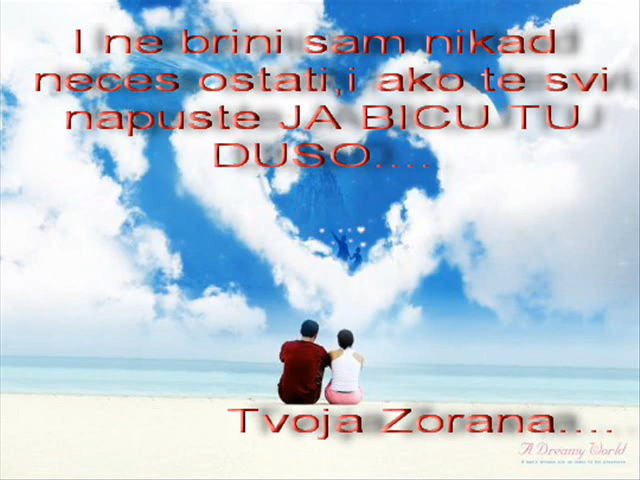 I ne brini sam nikad
neces ostati,i ako te svi
napuste JA BICU TU
DUSO....
Tvoja Zorana....
A Dreamy World